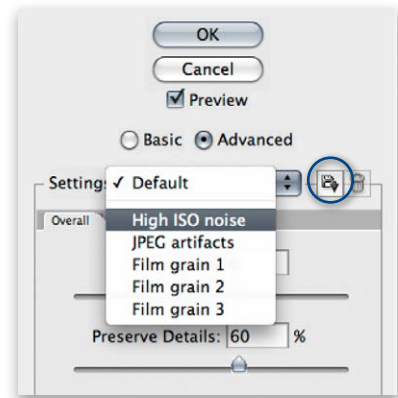 OK
Cancel
Preview
Basic Advanced
Settings Default
High ISO noise
Overall
JPEG artifacts
Film grain 1
Film grain 2
Film grain 3
Preserve Details: 60 %